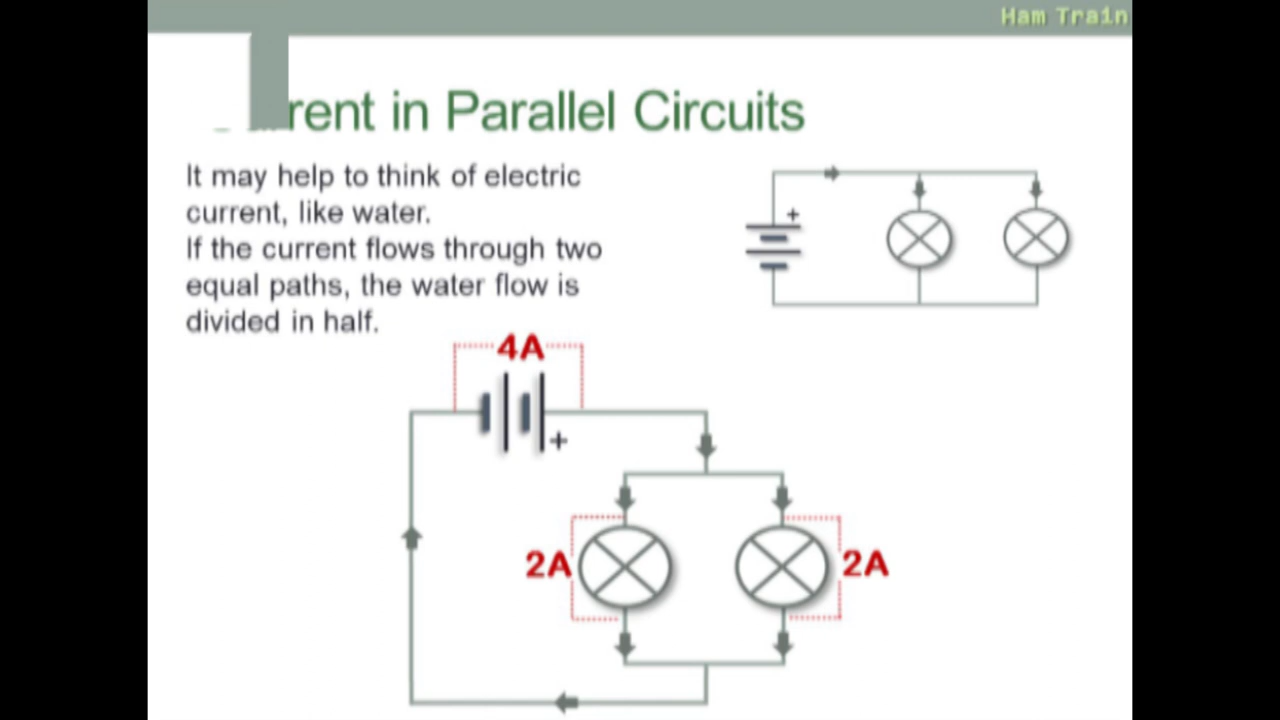 Ham Train
rent in Parallel Circuits
It may help to think of electric
current, like water.
If the current flows through two
equal paths, the water flow is
divided in half.
+
4A
+
2A
2A